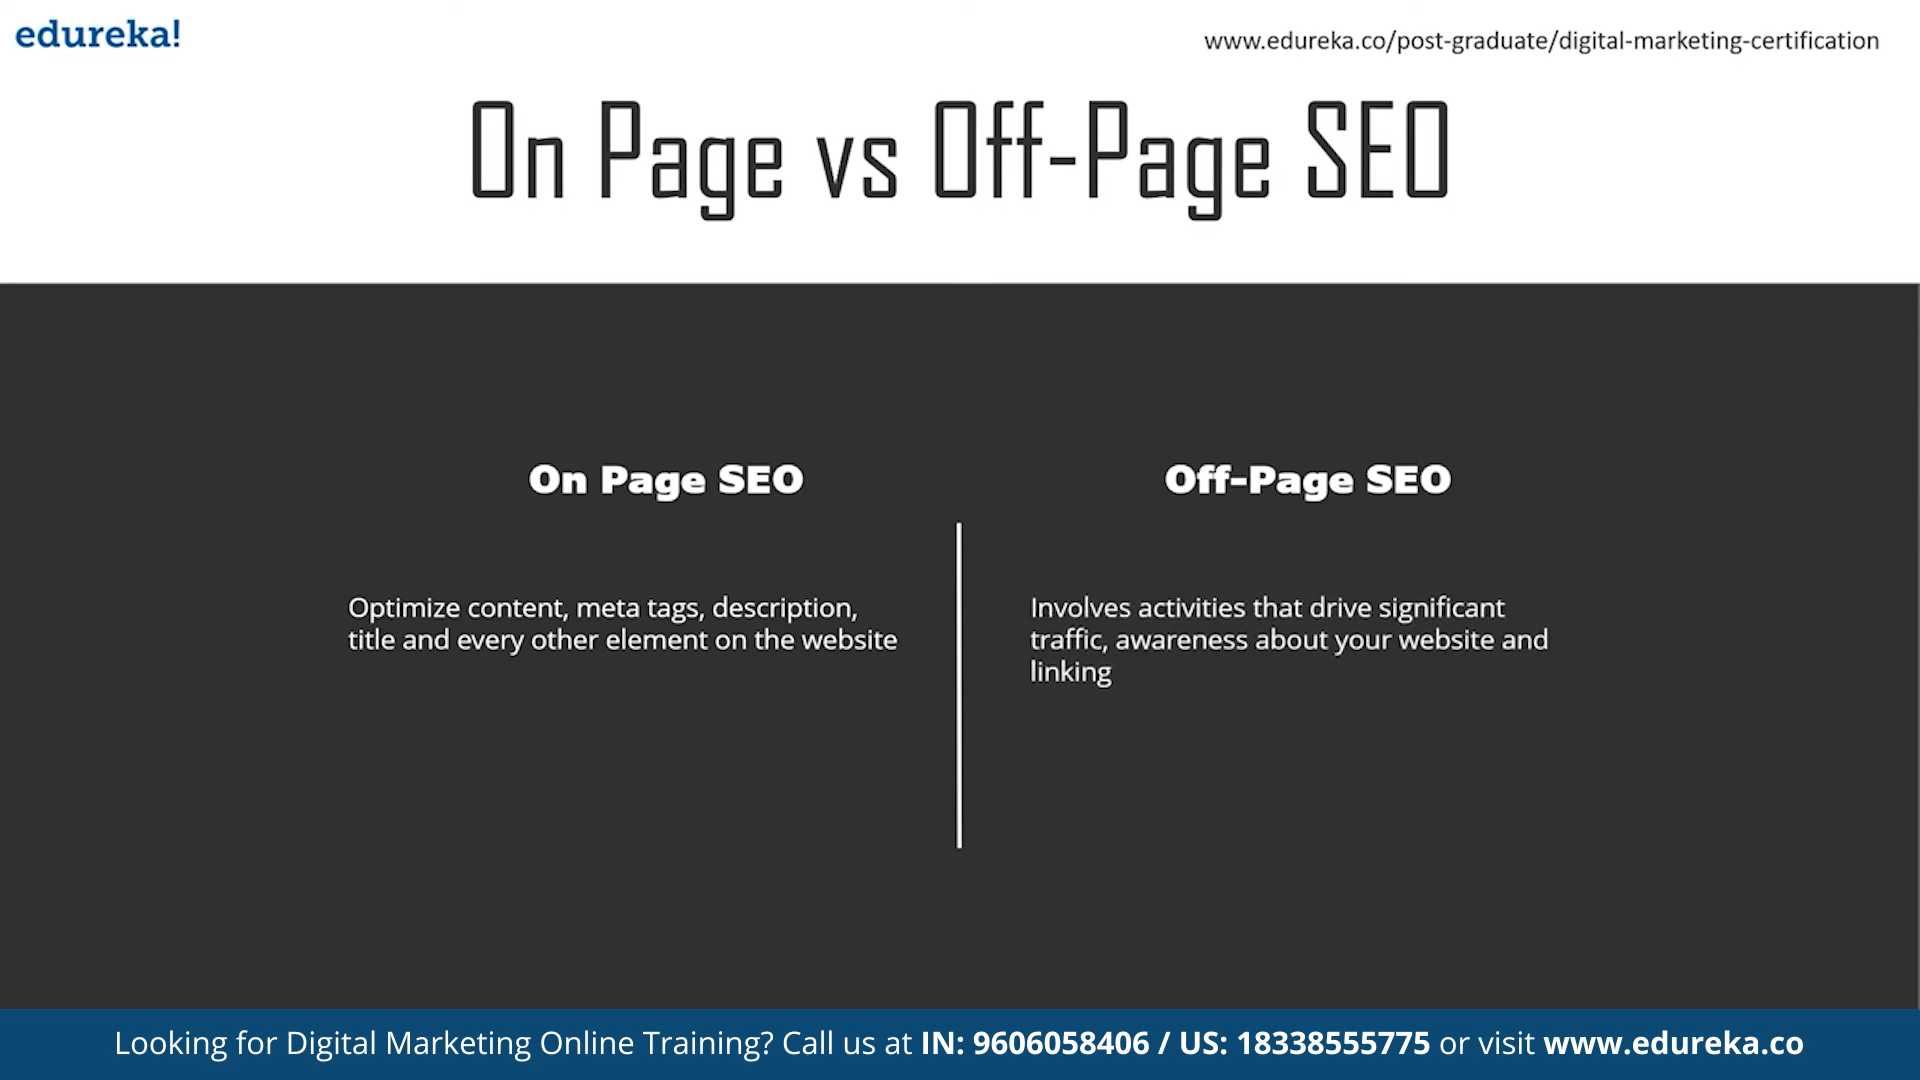 edureka!
www.edureka.co/post-graduate/digital-marketing-certification
On Page vs Off-Page SEO
On Page SEO
Optimize content, meta tags, description,
title and every other element on the website
Off-Page SEO
Involves activities that drive significant
traffic, awareness about your website and
linking
Looking for Digital Marketing Online Training? Call us at IN: 9606058406 / US: 18338555775 or visit www.edureka.co